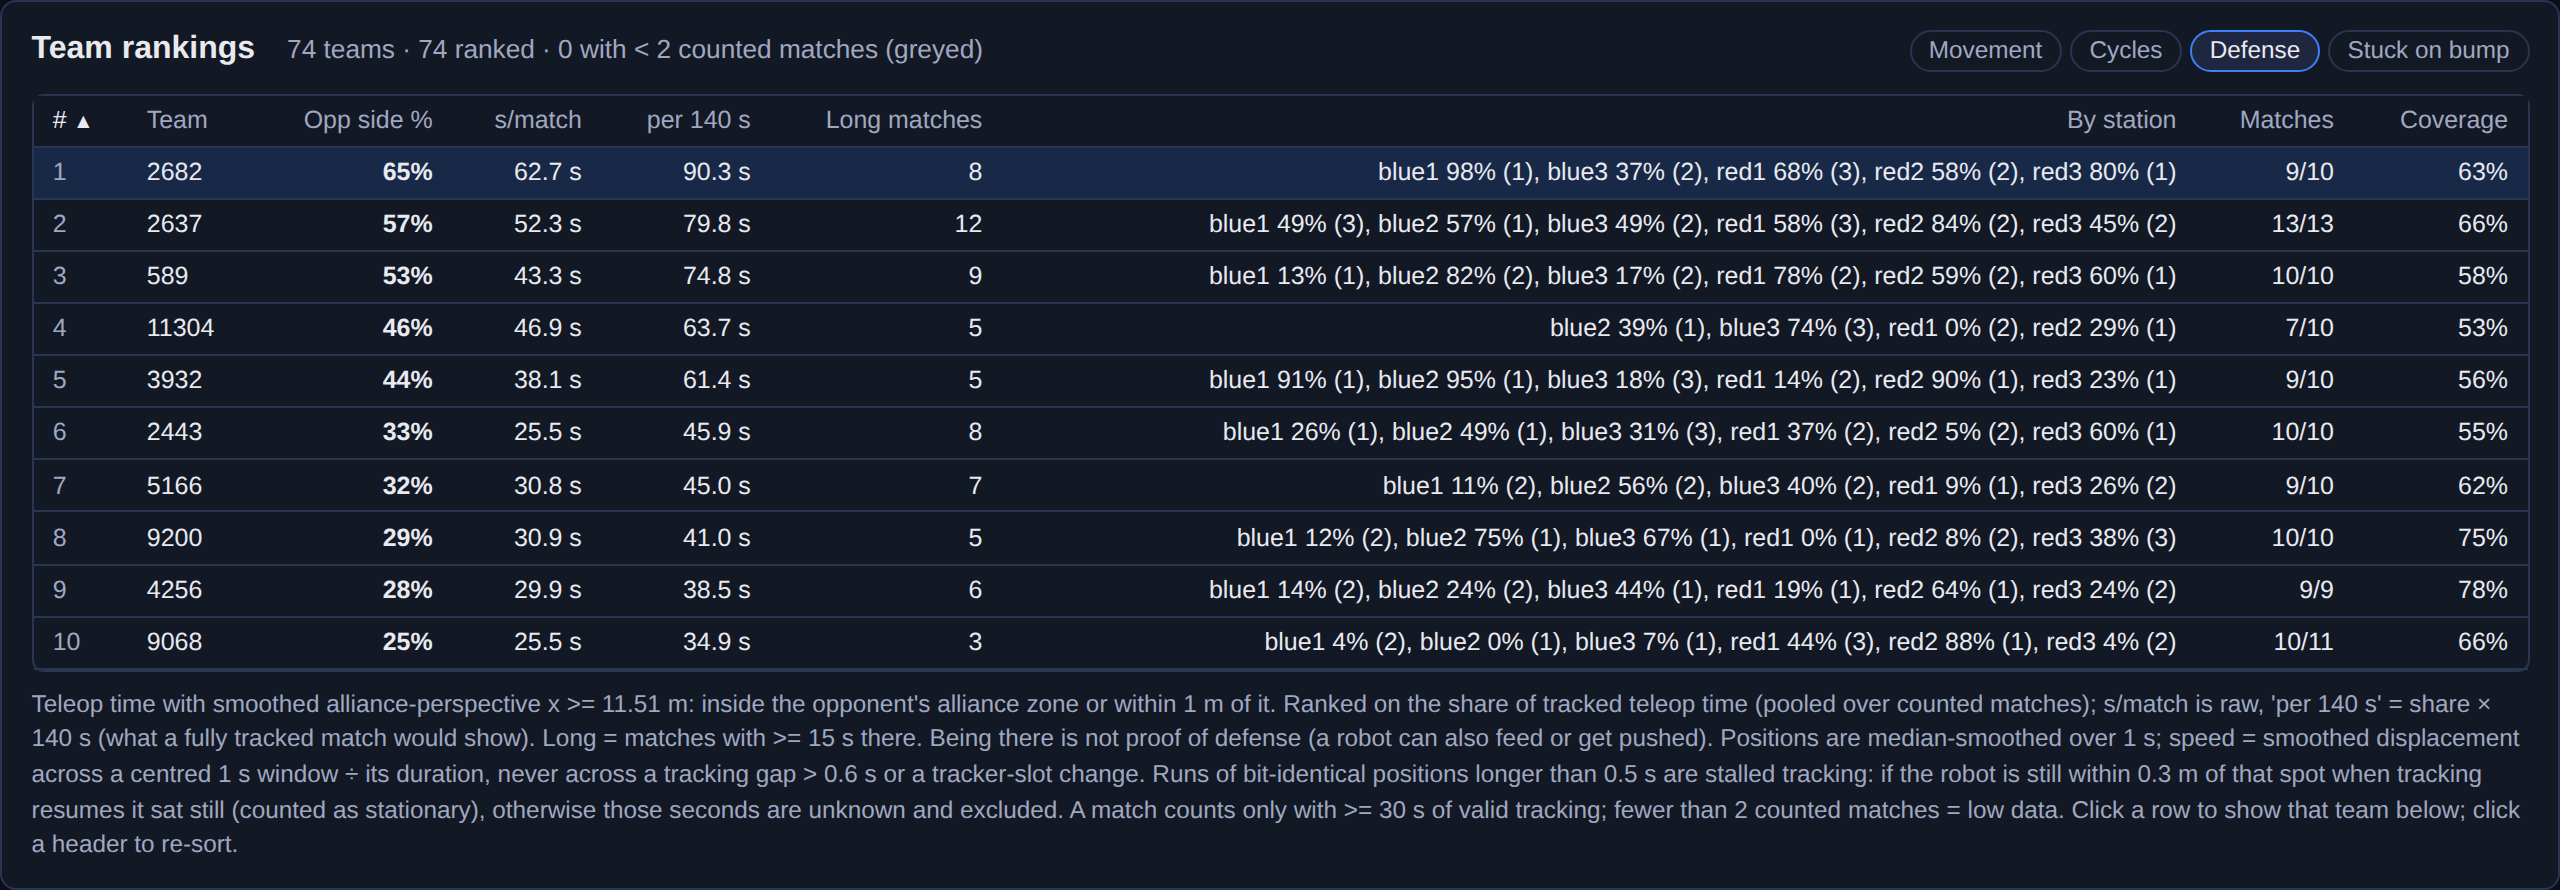 Team rankings 74 teams · 74 ranked · 0 with < 2 counted matches (greyed) Movement Cycles Defense Stuck on bump
# ▲ Team Opp side % s/match per 140 s Long matches By station Matches Coverage
1 2682 65% 62.7 s 90.3 s 8 blue1 98% (1), blue3 37% (2), red1 68% (3), red2 58% (2), red3 80% (1) 9/10 63%
2 2637 57% 52.3 s 79.8 s 12 blue1 49% (3), blue2 57% (1), blue3 49% (2), red1 58% (3), red2 84% (2), red3 45% (2) 13/13 66%
3 589 53% 43.3 s 74.8 s 9 blue1 13% (1), blue2 82% (2), blue3 17% (2), red1 78% (2), red2 59% (2), red3 60% (1) 10/10 58%
4 11304 46% 46.9 s 63.7 s 5 blue2 39% (1), blue3 74% (3), red1 0% (2), red2 29% (1) 7/10 53%
5 3932 44% 38.1 s 61.4 s 5 blue1 91% (1), blue2 95% (1), blue3 18% (3), red1 14% (2), red2 90% (1), red3 23% (1) 9/10 56%
6 2443 33% 25.5 s 45.9 s 8 blue1 26% (1), blue2 49% (1), blue3 31% (3), red1 37% (2), red2 5% (2), red3 60% (1) 10/10 55%
7 5166 32% 30.8 s 45.0 s 7 blue1 11% (2), blue2 56% (2), blue3 40% (2), red1 9% (1), red3 26% (2) 9/10 62%
8 9200 29% 30.9 s 41.0 s 5 blue1 12% (2), blue2 75% (1), blue3 67% (1), red1 0% (1), red2 8% (2), red3 38% (3) 10/10 75%
9 4256 28% 29.9 s 38.5 s 6 blue1 14% (2), blue2 24% (2), blue3 44% (1), red1 19% (1), red2 64% (1), red3 24% (2) 9/9 78%
10 9068 25% 25.5 s 34.9 s 3 blue1 4% (2), blue2 0% (1), blue3 7% (1), red1 44% (3), red2 88% (1), red3 4% (2) 10/11 66%
Teleop time with smoothed alliance-perspective x >= 11.51 m: inside the opponent's alliance zone or within 1 m of it. Ranked on the share of tracked teleop time (pooled over counted matches); s/match is raw, 'per 140 s' = share ×
140 s (what a fully tracked match would show). Long = matches with >= 15 s there. Being there is not proof of defense (a robot can also feed or get pushed). Positions are median-smoothed over 1 s; speed = smoothed displacement
across a centred 1 s window ÷ its duration, never across a tracking gap > 0.6 s or a tracker-slot change. Runs of bit-identical positions longer than 0.5 s are stalled tracking: if the robot is still within 0.3 m of that spot when tracking
resumes it sat still (counted as stationary), otherwise those seconds are unknown and excluded. A match counts only with >= 30 s of valid tracking; fewer than 2 counted matches = low data. Click a row to show that team below; click
a header to re-sort.